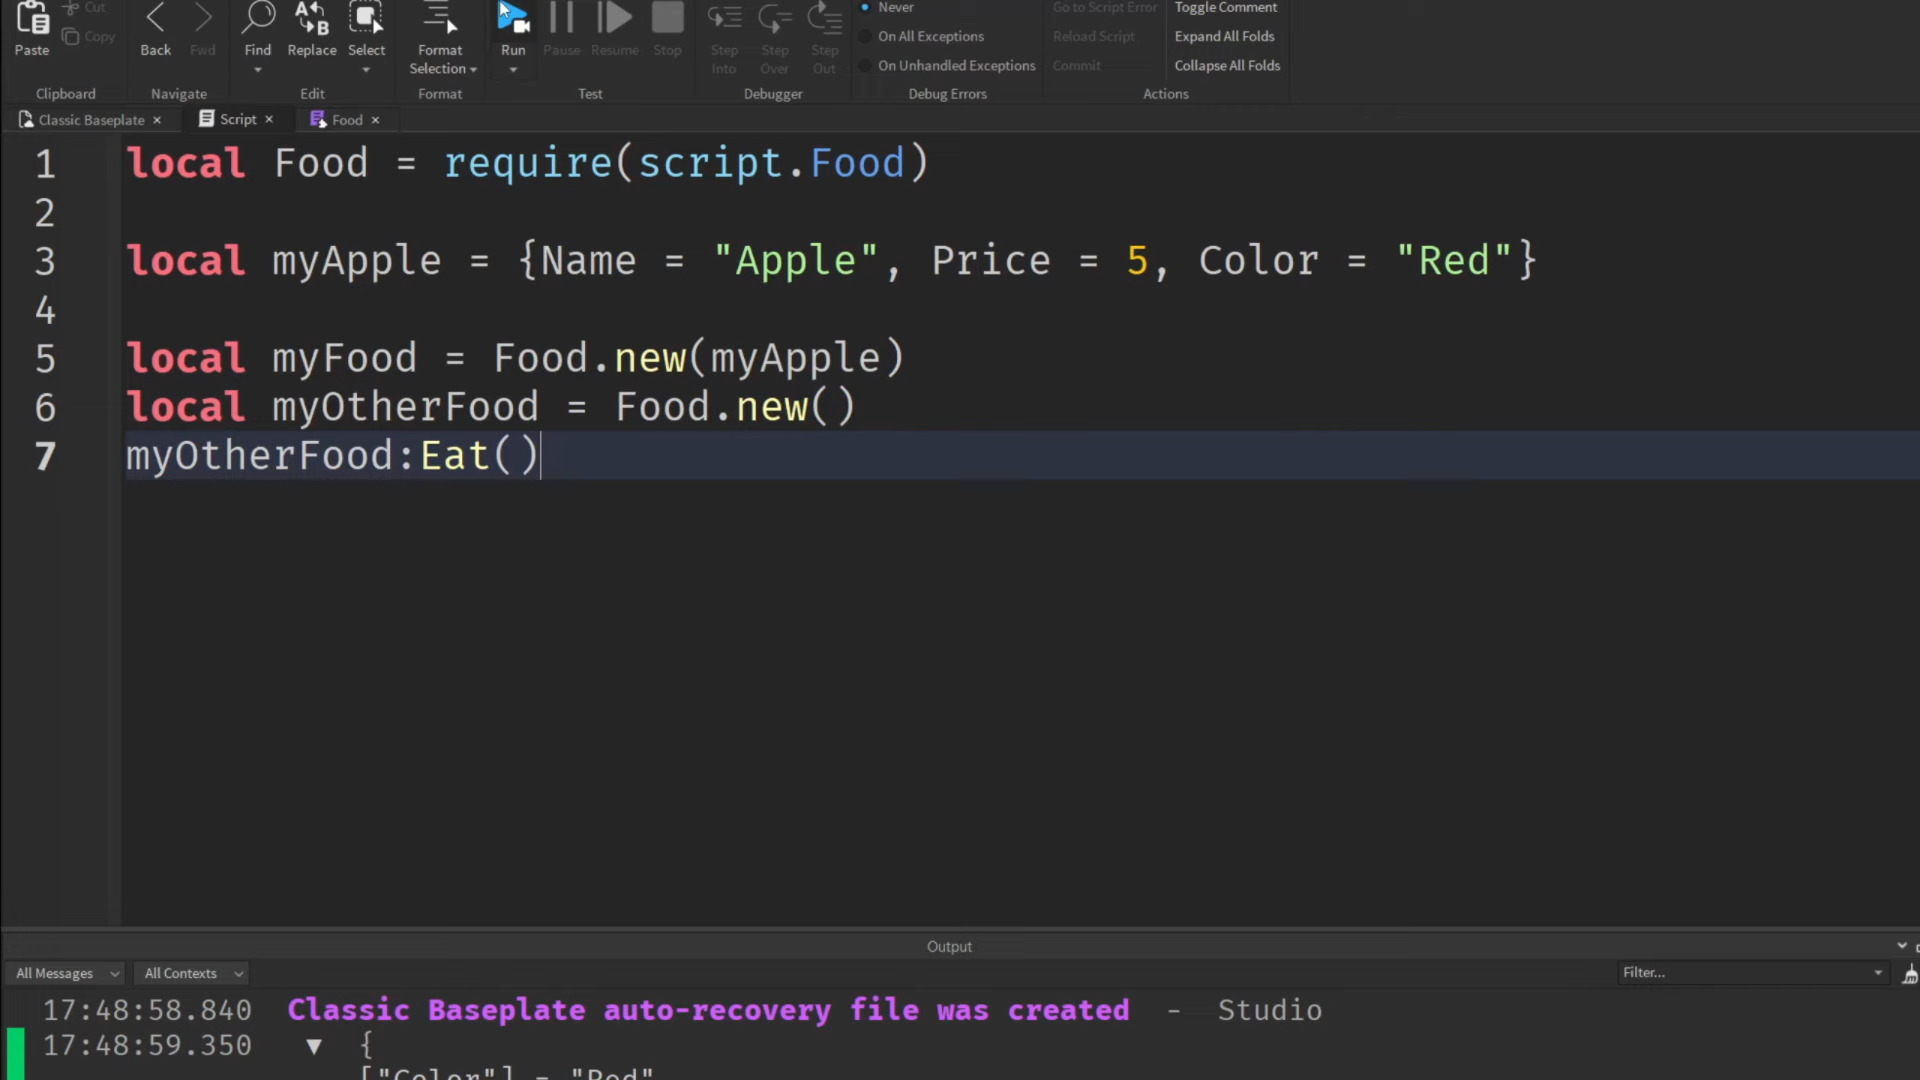 Cut
Paste
Copy
Clipboard
Back
Fwd
Navigate
Find
Replace
Select
Edit
Format
Selection
Format
Run
Pause
Resume
Stop
Test
Step
Into
Step
Over
Step
Out
Debugger
Never
On All Exceptions
On Unhandled Exceptions
Debug Errors
Go to Script Error
Reload Script
Commit
Toggle Comment
Expand All Folds
Collapse All Folds
Actions
Classic Baseplate ×
Script ×
Food ×
1 local Food = require(script.Food)
2
3 local myApple = {Name = "Apple", Price = 5, Color = "Red"}
4
5 local myFood = Food.new(myApple)
6 local myOtherFood = Food.new()
7 myOtherFood:Eat()
Output
All Messages
All Contexts
Filter...
17:48:58.840 Classic Baseplate auto-recovery file was created - Studio
17:48:59.350 ▼ {
["Color"] = "Red"